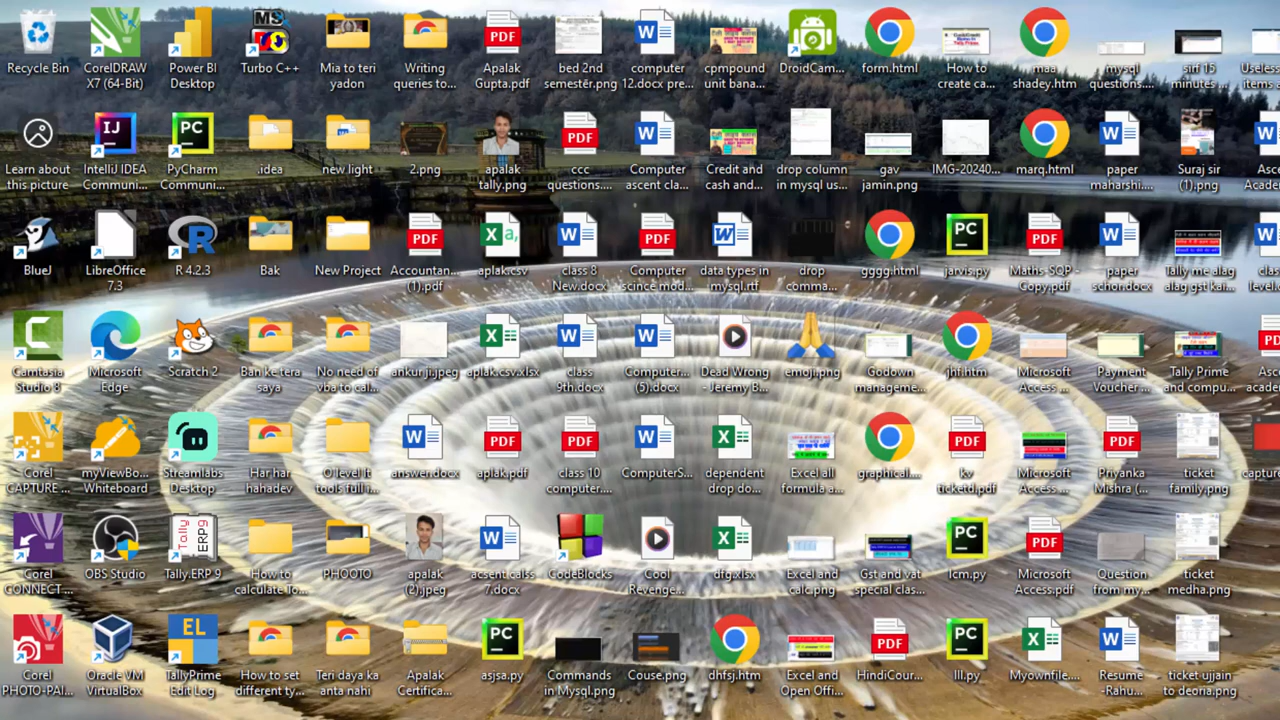 Recycle Bin
CorelDRAW
X7 (64-Bit)
Power BI
Desktop
Turbo C++
Mia to teri
yadon
Writing
queries to...
Apalak
Gupta.pdf
bed 2nd
semester.png
computer
12.docx pre...
cpmpound
unit bana...
DroidCam...
form.html
How to
create ca...
maa
shadey.htm
mysql
questions....
sirf 15
minutes ...
Useless
items a
Learn about
this picture
IntelliJ IDEA
Communi...
PyCharm
Communi...
.idea
new light
2.png
apalak
tally.png
ccc
questions....
Computer
ascent cla...
Credit and
cash and...
drop column
in mysql us...
gav
jamin.png
IMG-20240...
marq.html
paper
maharshi....
Suraj sir
(1).png
Asce
Acade
BlueJ
LibreOffice
7.3
R 4.2.3
Bak
New Project
Accountan...
(1).pdf
aplak.csv
class 8
New.docx
Computer
scince mod...
data types in
mysql.rtf
drop
comma...
gggg.html
jarvis.py
Maths-SQP -
Copy.pdf
paper
schor.docx
Tally me alag
alag gst kai...
clas
level.
Camtasia
Studio 8
Microsoft
Edge
Scratch 2
Ban ke tera
saya
No need of
vba to cal...
ankurji.jpeg
aplak.csv.xlsx
class
9th.docx
Computer...
(5).docx
Dead Wrong
- Jeremy B...
emoji.png
Godown
manageme...
jhf.htm
Microsoft
Access ...
Payment
Voucher ...
Tally Prime
and compu...
Asce
acade
Corel
CAPTURE ...
myViewBo...
Whiteboard
Streamlabs
Desktop
Har har
hahadev
tools full i...
answer.docx
aplak.pdf
class 10
computer....
ComputerS...
dependent
drop do...
Excel all
formula a...
graphical....
kv
ticketd.pdf
Microsoft
Access ...
Priyanka
Mishra (...
ticket
family.png
capture
Corel
CONNECT ...
OBS Studio
Tally.ERP 9
How to
calculate To...
PHOOTO
apalak
(2).jpeg
acsent calss
7.docx
CodeBlocks
Cool
Revenge...
dfg.xlsx
Excel and
calc.png
Gst and vat
special clas...
lcm.py
Microsoft
Access.pdf
Question
from my...
ticket
medha.png
Corel
PHOTO-PAI...
Oracle VM
VirtualBox
TallyPrime
Edit Log
How to set
different ty...
Teri daya ka
anta nahi
Apalak
Certifica...
asjsa.py
Commands
in Mysql.png
Couse.png
dhfsj.htm
Excel and
Open Offi...
HindiCour...
lll.py
Myownfile....
Resume
-Rahu...
ticket ujjain
to deoria.png